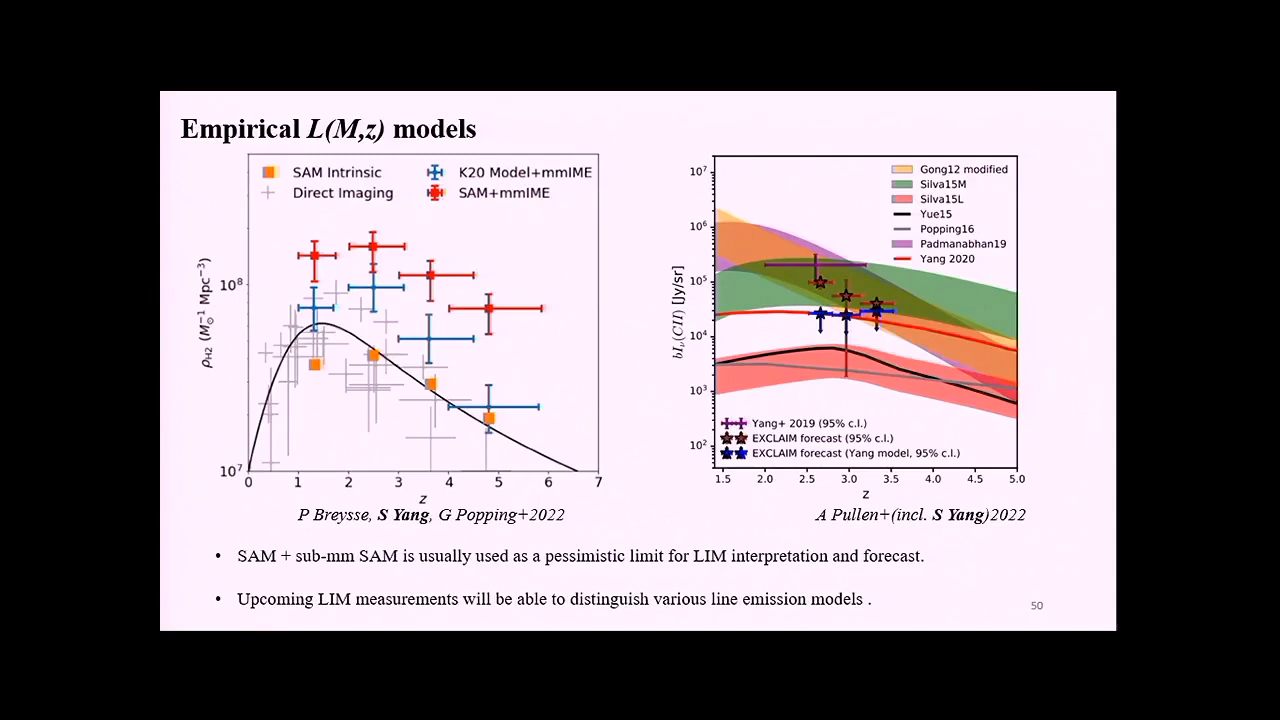 Empirical L(M,z) models
SAM Intrinsic
Direct Imaging
K20 Model+mmIME
SAM+mmIME
ρH2 (M⊙⁻¹ Mpc⁻³)
10⁸
10⁷
0 1 2 3 4 5 6 7
z
P Breysse, S Yang, G Popping+2022
Gong12 modified
Silva15M
Silva15L
Yue15
Popping16
Padmanabhan19
Yang 2020
bIν(CII) [Jy/sr]
10⁷
10⁶
10⁵
10⁴
10³
10²
Yang+ 2019 (95% c.l.)
EXCLAIM forecast (95% c.l.)
EXCLAIM forecast (Yang model, 95% c.l.)
1.5 2.0 2.5 3.0 3.5 4.0 4.5 5.0
z
A Pullen+(incl. S Yang)2022
• SAM + sub-mm SAM is usually used as a pessimistic limit for LIM interpretation and forecast.
• Upcoming LIM measurements will be able to distinguish various line emission models .
50